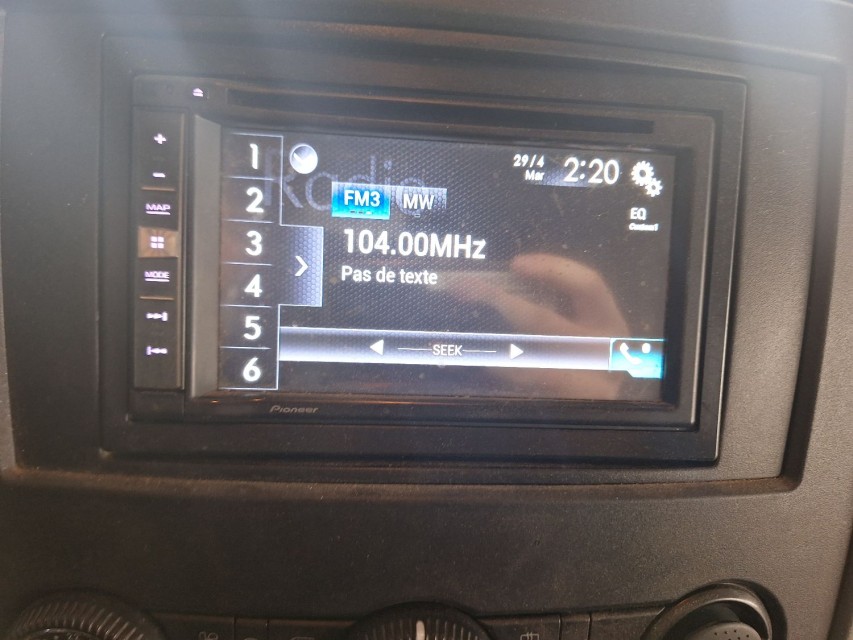 +
-
MAP
MODE
1
2
3
4
5
6
Radio
29/4
Mar
2:20
FM3
MW
EQ
104.00MHz
Pas de texte
SEEK
Pioneer